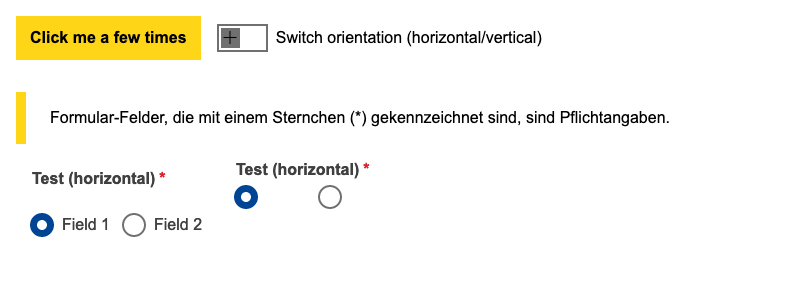 Click me a few times
Switch orientation (horizontal/vertical)
Formular-Felder, die mit einem Sternchen (*) gekennzeichnet sind, sind Pflichtangaben.
Test (horizontal) *
Test (horizontal) *
Field 1
Field 2